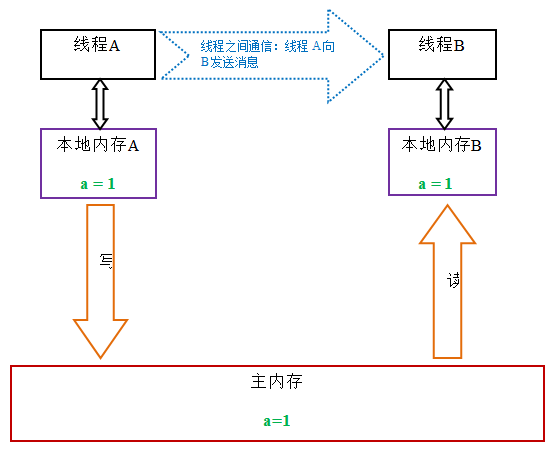 线程A
线程之间通信：线程 A向
B发送消息
线程B
本地内存A
a = 1
本地内存B
a = 1
写
读
主内存
a=1